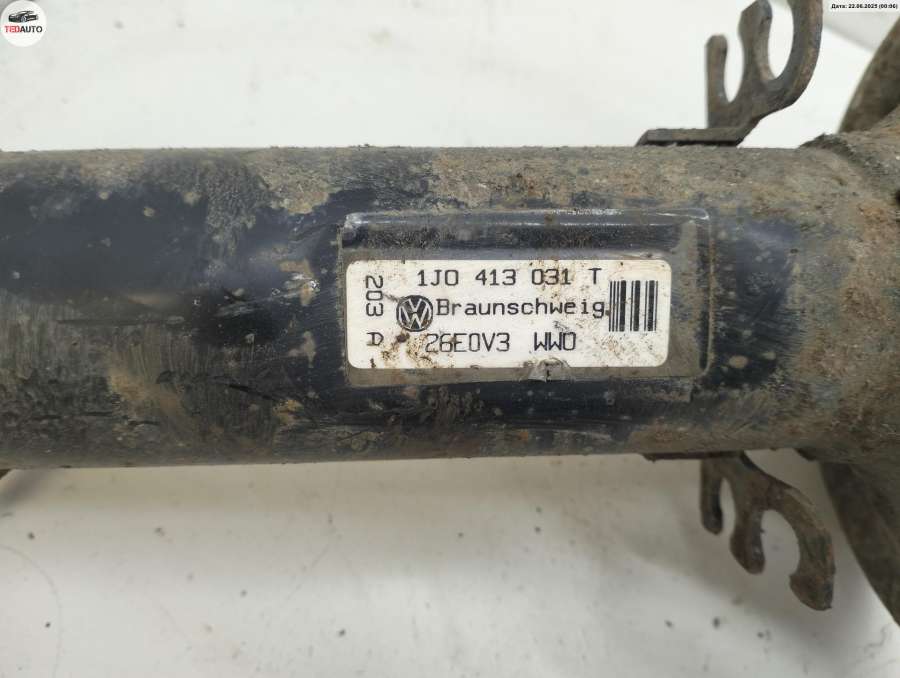 TEDAUTO
Дата: 22.06.2025 (00:06)
1J0 413 031 T
203 A
Braunschweig
26E0V3 WWO